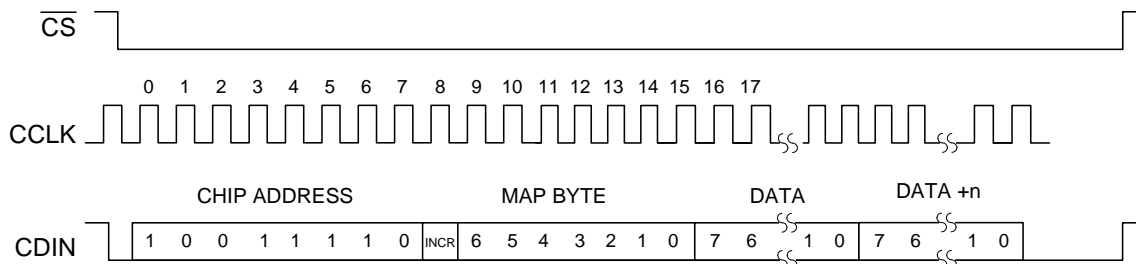 CS
0 1 2 3 4 5 6 7 8 9 10 11 12 13 14 15 16 17
CCLK
CHIP ADDRESS MAP BYTE DATA DATA +n
CDIN 1 0 0 1 1 1 1 0 INCR 6 5 4 3 2 1 0 7 6 1 0 7 6 1 0